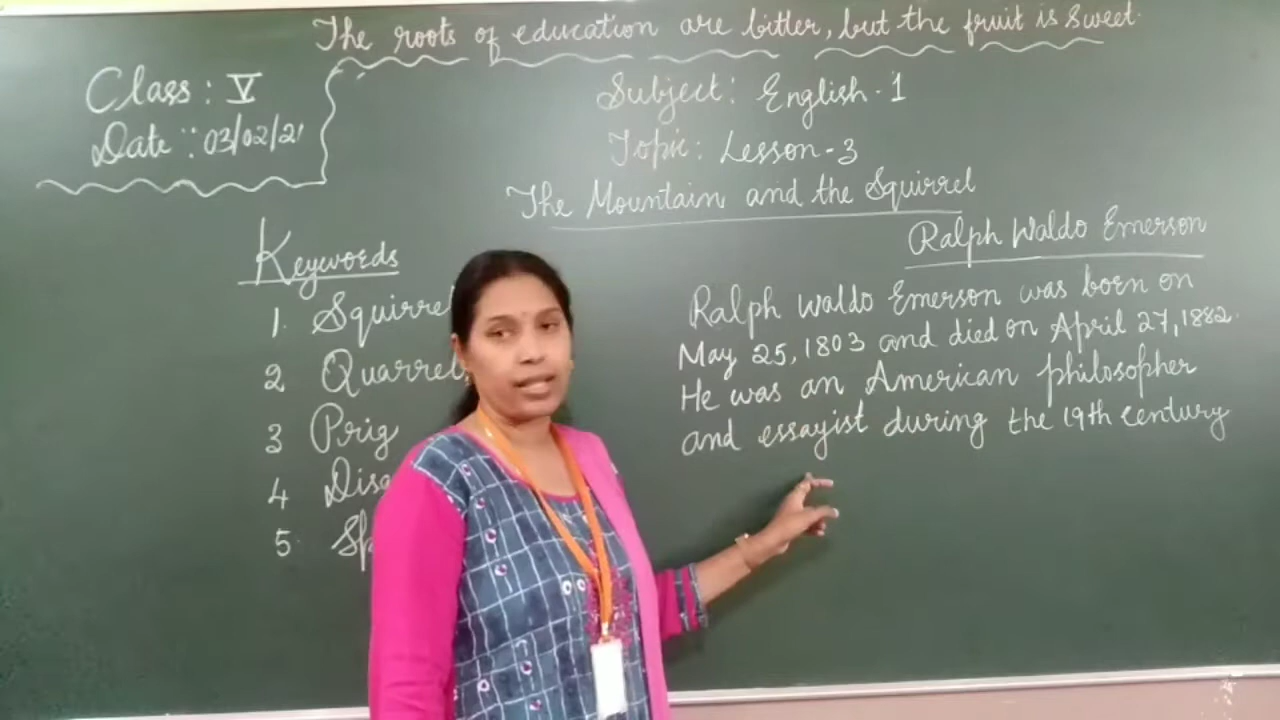 The roots of education are bitter, but the fruit is sweet.
Class : V
Date : 03/02/21
Subject : English - 1
Topic : Lesson - 3
The Mountain and the Squirrel
Ralph Waldo Emerson
Keywords
1. Squirrel
2 Quarrel
3 Prig
4
5
Ralph Waldo Emerson was born on
May 25, 1803 and died on April 27, 1882.
He was an American philosopher
and essayist during the 19th century